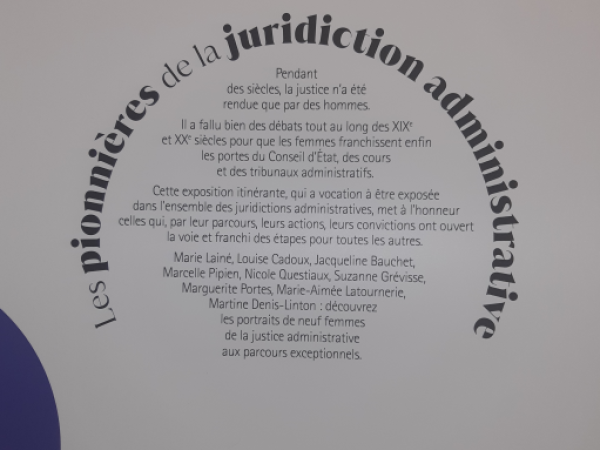 Les pionnières de la juridiction administrative
Pendant
des siècles, la justice n'a été
rendue que par des hommes.
Il a fallu bien des débats tout au long des XIXe
et XXe siècles pour que les femmes franchissent enfin
les portes du Conseil d'État, des cours
et des tribunaux administratifs.
Cette exposition itinérante, qui a vocation à être exposée
dans l'ensemble des juridictions administratives, met à l'honneur
celles qui, par leur parcours, leurs actions, leurs convictions ont ouvert
la voie et franchi des étapes pour toutes les autres.
Marie Lainé, Louise Cadoux, Jacqueline Bauchet,
Marcelle Pipien, Nicole Questiaux, Suzanne Grévisse,
Marguerite Portes, Marie-Aimée Latournerie,
Martine Denis-Linton : découvrez
les portraits de neuf femmes
de la justice administrative
aux parcours exceptionnels.